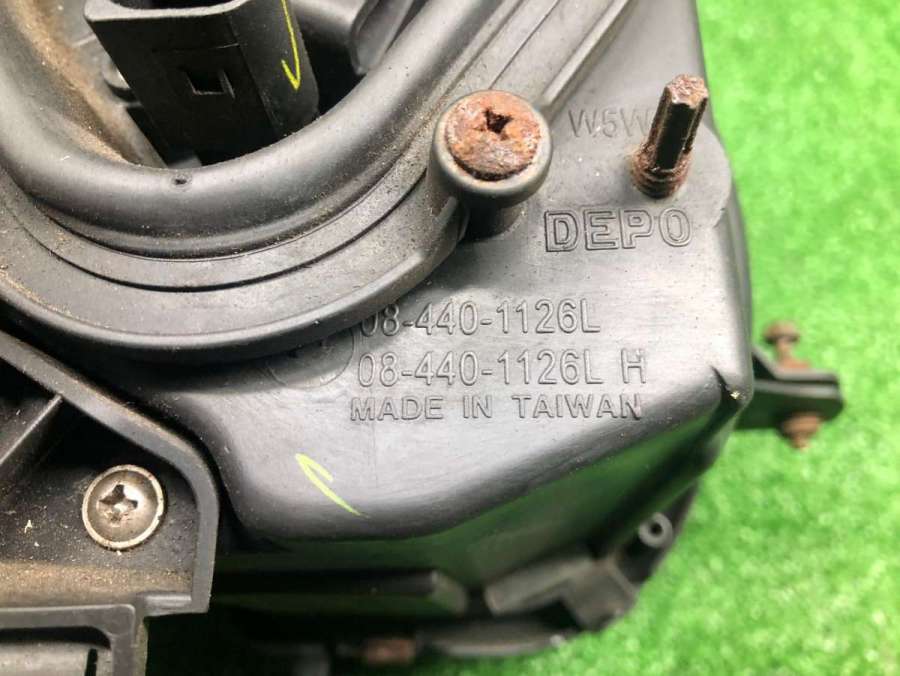 W5W
DEPO
08-440-1126L
08-440-1126L H
MADE IN TAIWAN